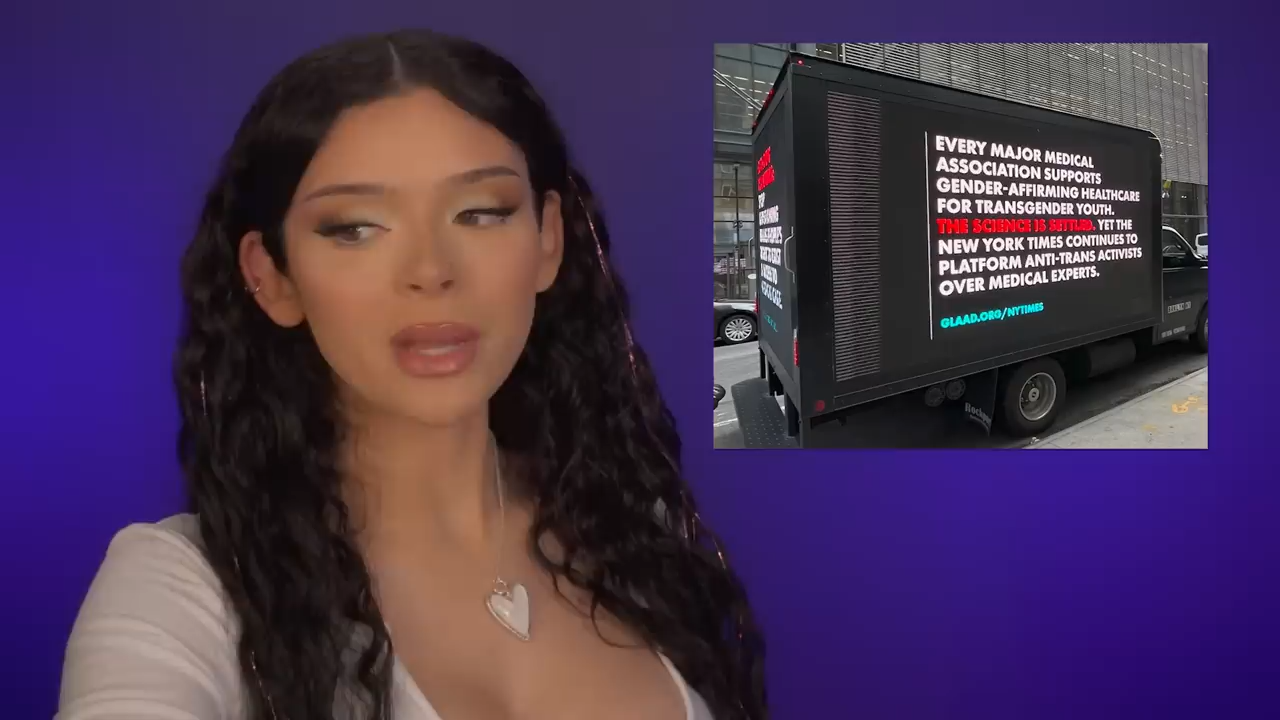 EVERY MAJOR MEDICAL
ASSOCIATION SUPPORTS
GENDER-AFFIRMING HEALTHCARE
FOR TRANSGENDER YOUTH.
THE SCIENCE IS SETTLED. YET THE
NEW YORK TIMES CONTINUES TO
PLATFORM ANTI-TRANS ACTIVISTS
OVER MEDICAL EXPERTS.
GLAAD.ORG/NYTIMES